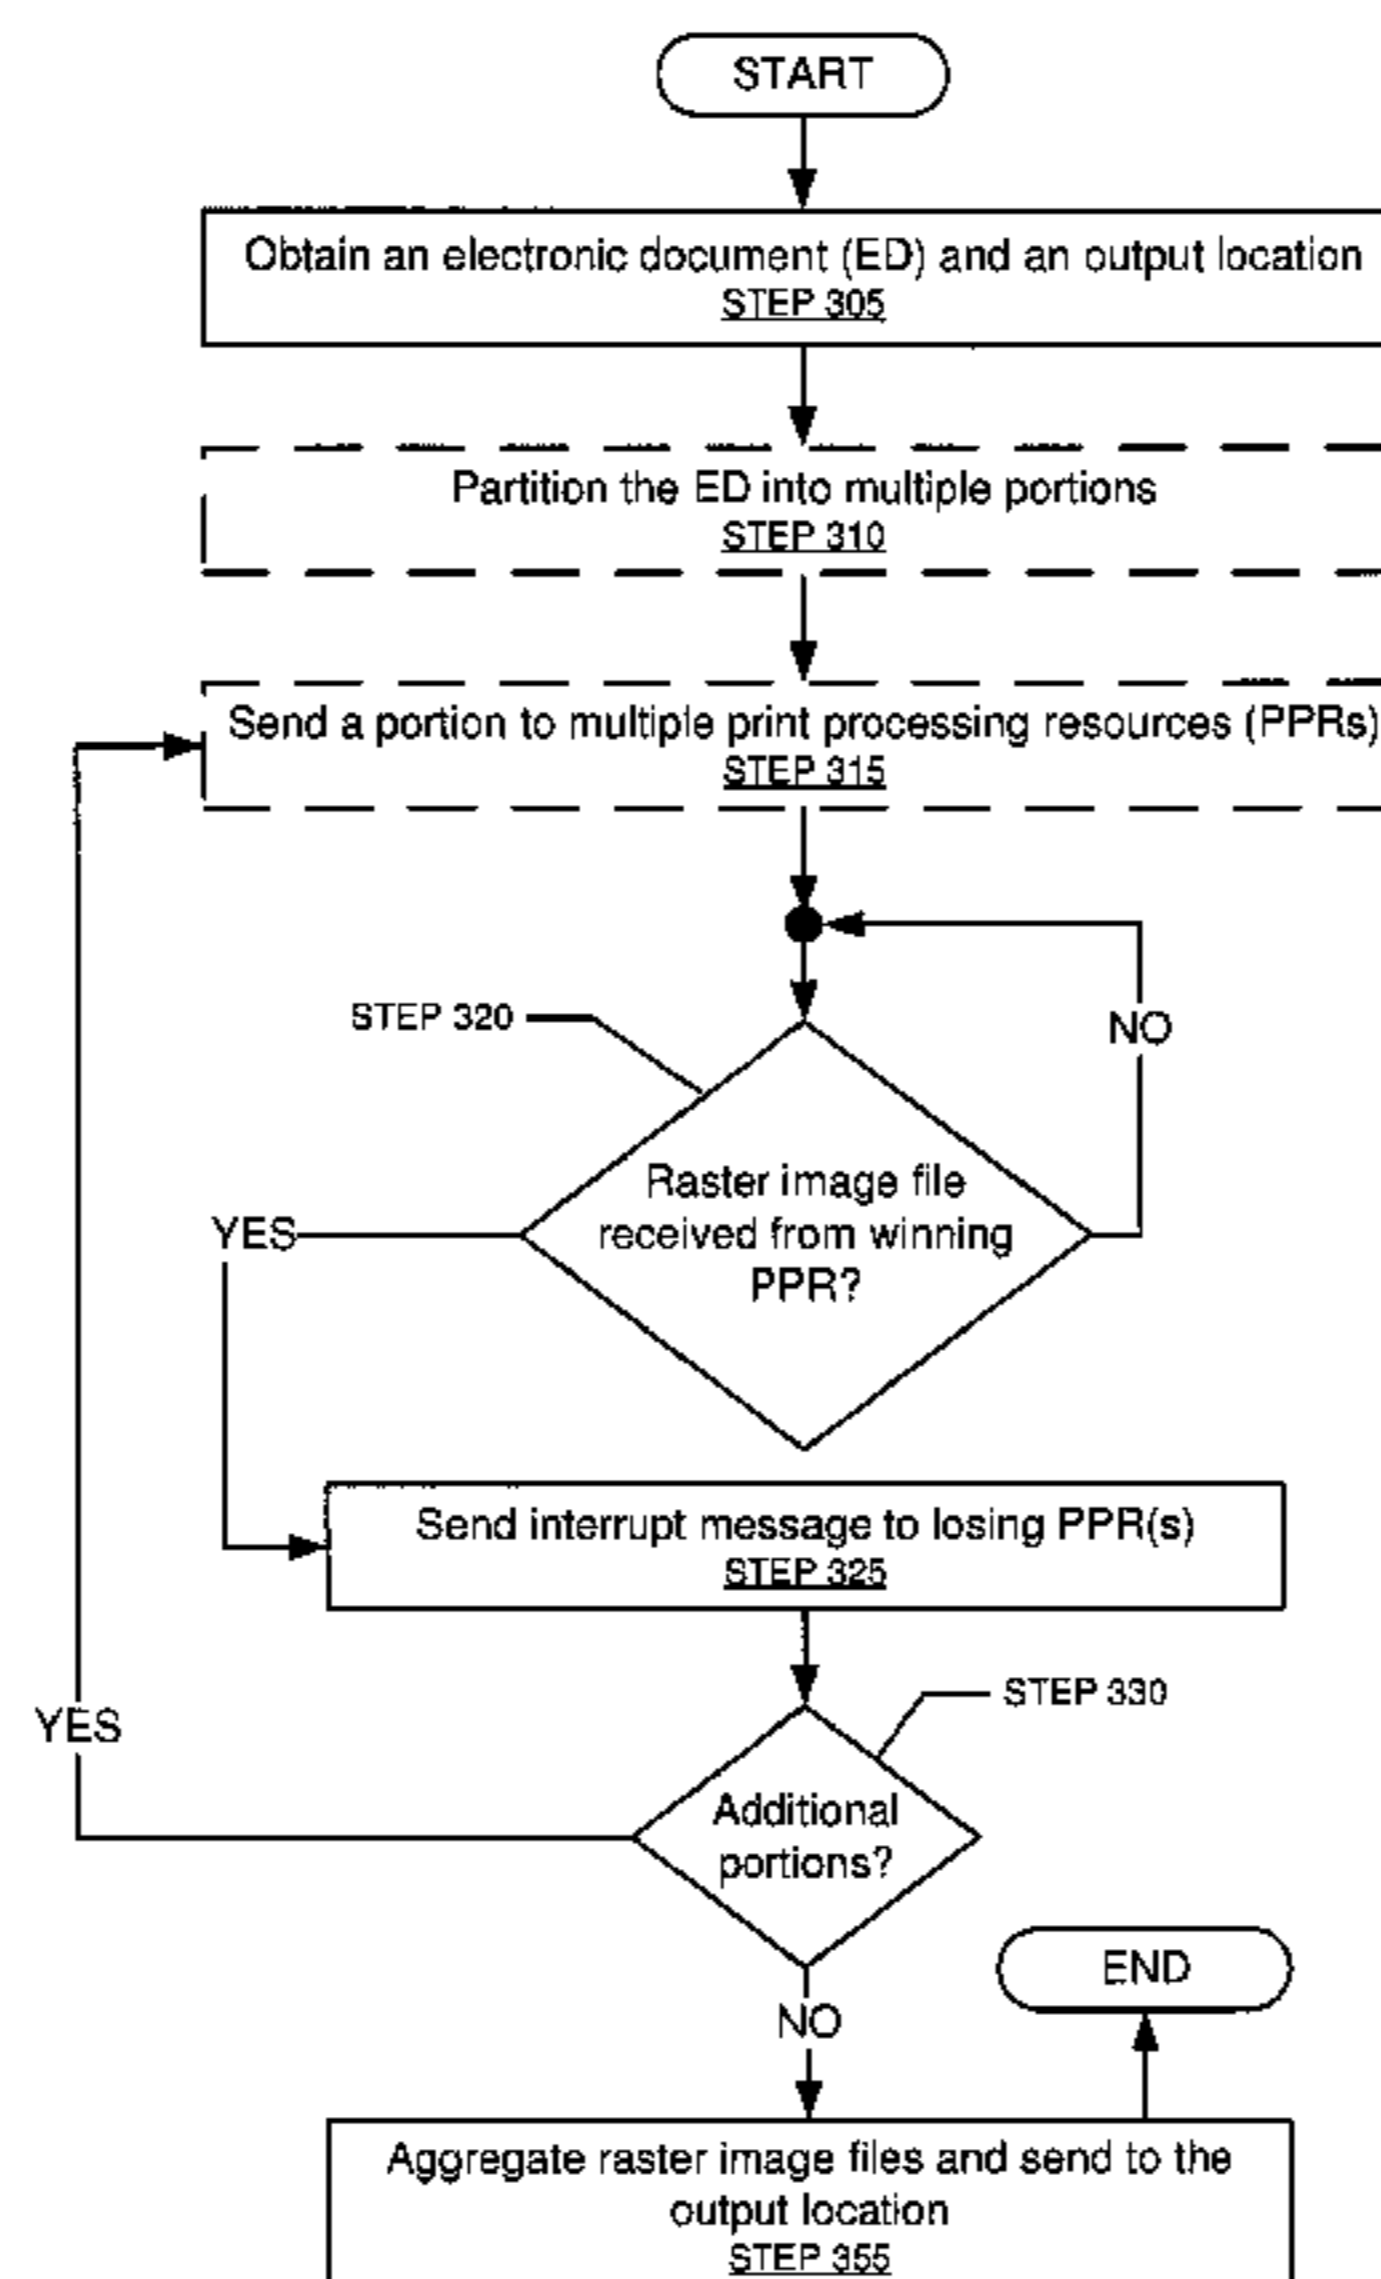 START
Obtain an electronic document (ED) and an output location
STEP 305
Partition the ED into multiple portions
STEP 310
Send a portion to multiple print processing resources (PPRs)
STEP 315
STEP 320
NO
Raster image file
received from winning
PPR?
YES
Send interrupt message to losing PPR(s)
STEP 325
STEP 330
YES
Additional
portions?
END
NO
Aggregate raster image files and send to the
output location
STEP 355